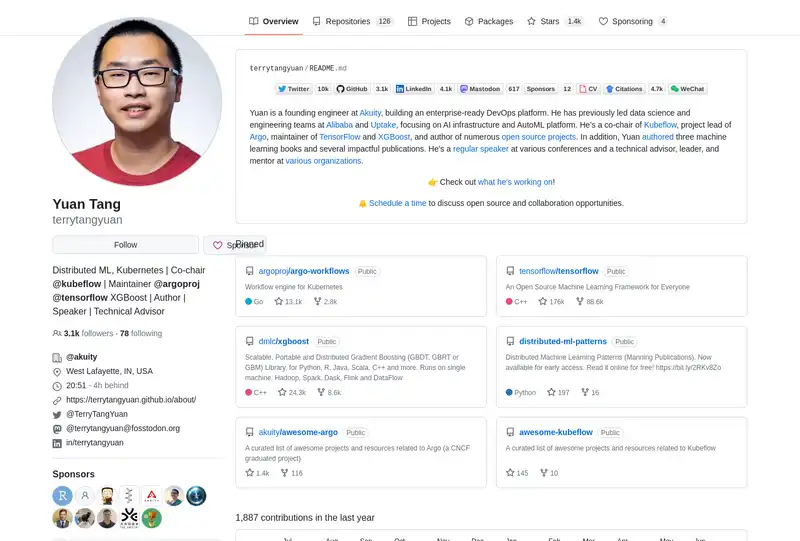 Overview
Repositories 126
Projects
Packages
Stars 1.4k
Sponsoring 4
terrytangyuan/README.md
Twitter 10k GitHub 3.1k LinkedIn 4.1k Mastodon 617 Sponsors 12 CV Citations 4.7k WeChat
Yuan is a founding engineer at Akuity, building an enterprise-ready DevOps platform. He has previously led data science and
engineering teams at Alibaba and Uptake, focusing on AI infrastructure and AutoML platform. He's a co-chair of Kubeflow, project lead of
Argo, maintainer of TensorFlow and XGBoost, and author of numerous open source projects. In addition, Yuan authored three machine
learning books and several impactful publications. He's a regular speaker at various conferences and a technical advisor, leader, and
mentor at various organizations.
👉 Check out what he's working on!
🔔 Schedule a time to discuss open source and collaboration opportunities.
Yuan Tang
terrytangyuan
Follow
Sponsor
Distributed ML, Kubernetes | Co-chair
@kubeflow | Maintainer @argoproj
@tensorflow XGBoost | Author |
Speaker | Technical Advisor
3.1k followers · 78 following
@akuity
West Lafayette, IN, USA
20:51 - 4h behind
https://terrytangyuan.github.io/about/
@TerryTangYuan
@terrytangyuan@fosstodon.org
in/terrytangyuan
Sponsors
R
Pinned
argoproj/argo-workflows Public
Workflow engine for Kubernetes
Go 13.1k 2.8k
tensorflow/tensorflow Public
An Open Source Machine Learning Framework for Everyone
C++ 176k 88.6k
dmlc/xgboost Public
Scalable, Portable and Distributed Gradient Boosting (GBDT, GBRT or
GBM) Library, for Python, R, Java, Scala, C++ and more. Runs on
single machine, Hadoop, Spark, Dask, Flink and DataFlow
C++ 24.3k 8.6k
distributed-ml-patterns Public
Distributed Machine Learning Patterns (Manning Publications). Now
available for early access. Read it online for free! https://bit.ly/2RKv8Zo
Python 197 16
akuity/awesome-argo Public
A curated list of awesome projects and resources related to Argo (a CNCF
graduated project)
1.4k 116
awesome-kubeflow Public
A curated list of awesome projects and resources related to Kubeflow
145 10
1,887 contributions in the last year